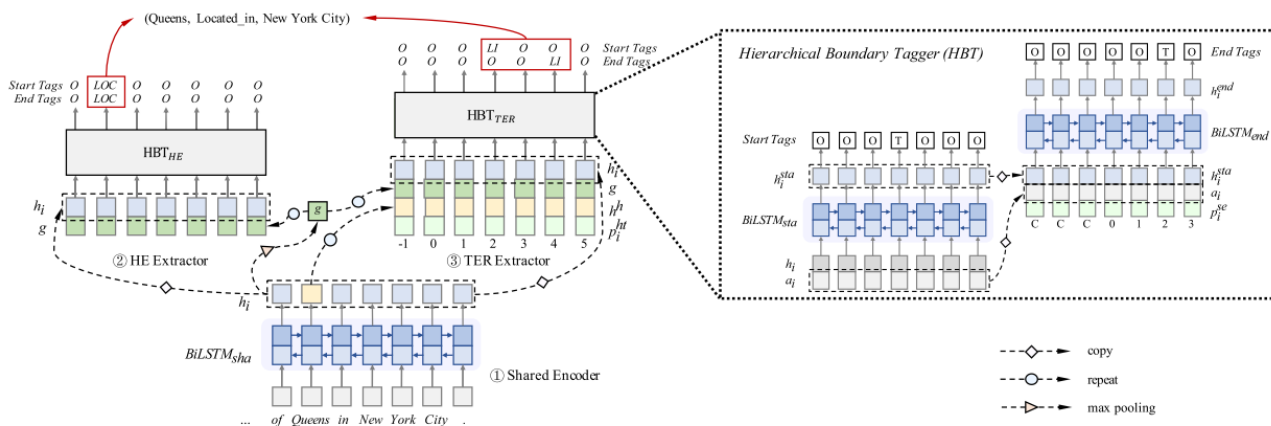 (Queens, Located_in, New York City)
O O O LI O O O Start Tags
O O O O O LI O End Tags
Start Tags O LOC O O O O O
End Tags O LOC O O O O O
HBT_HE
HBT_TER
h_i
g
g
h_i
g
h^h
p_i^ht
-1 0 1 2 3 4 5
② HE Extractor
③ TER Extractor
h_i
BiLSTM_sha
① Shared Encoder
... of Queens in New York City .
Hierarchical Boundary Tagger (HBT)
O O O O O T O End Tags
h_i^end
BiLSTM_end
Start Tags O O O T O O O
h_i^sta
h_i^sta
a_i
p_i^se
C C C 0 1 2 3
BiLSTM_sta
h_i
a_i
copy
repeat
max pooling